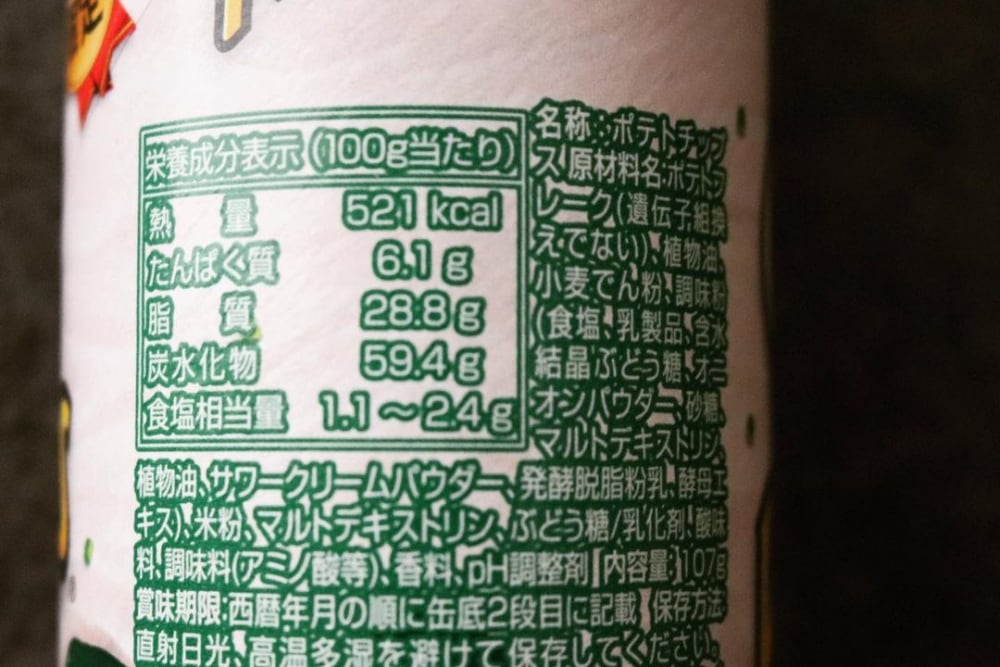 栄養成分表示(100g当たり)
熱量 521 kcal
たんぱく質 6.1 g
脂質 28.8 g
炭水化物 59.4 g
食塩相当量 1.1～2.4 g
名称:ポテトチップ
ス 原材料名:ポテトフ
レーク(遺伝子組換
えでない)、植物油、
小麦でん粉、調味粉
(食塩、乳製品、含水
結晶ぶどう糖、オニ
オンパウダー、砂糖、
マルトデキストリン、
植物油、サワークリームパウダー、発酵脱脂粉乳、酵母エ
キス)、米粉、マルトデキストリン、ぶどう糖/乳化剤、酸味
料、調味料(アミノ酸等)、香料、pH調整剤 内容量:107g
賞味期限:西暦年月の順に缶底2段目に記載 保存方法
直射日光、高温多湿を避けて保存してください。